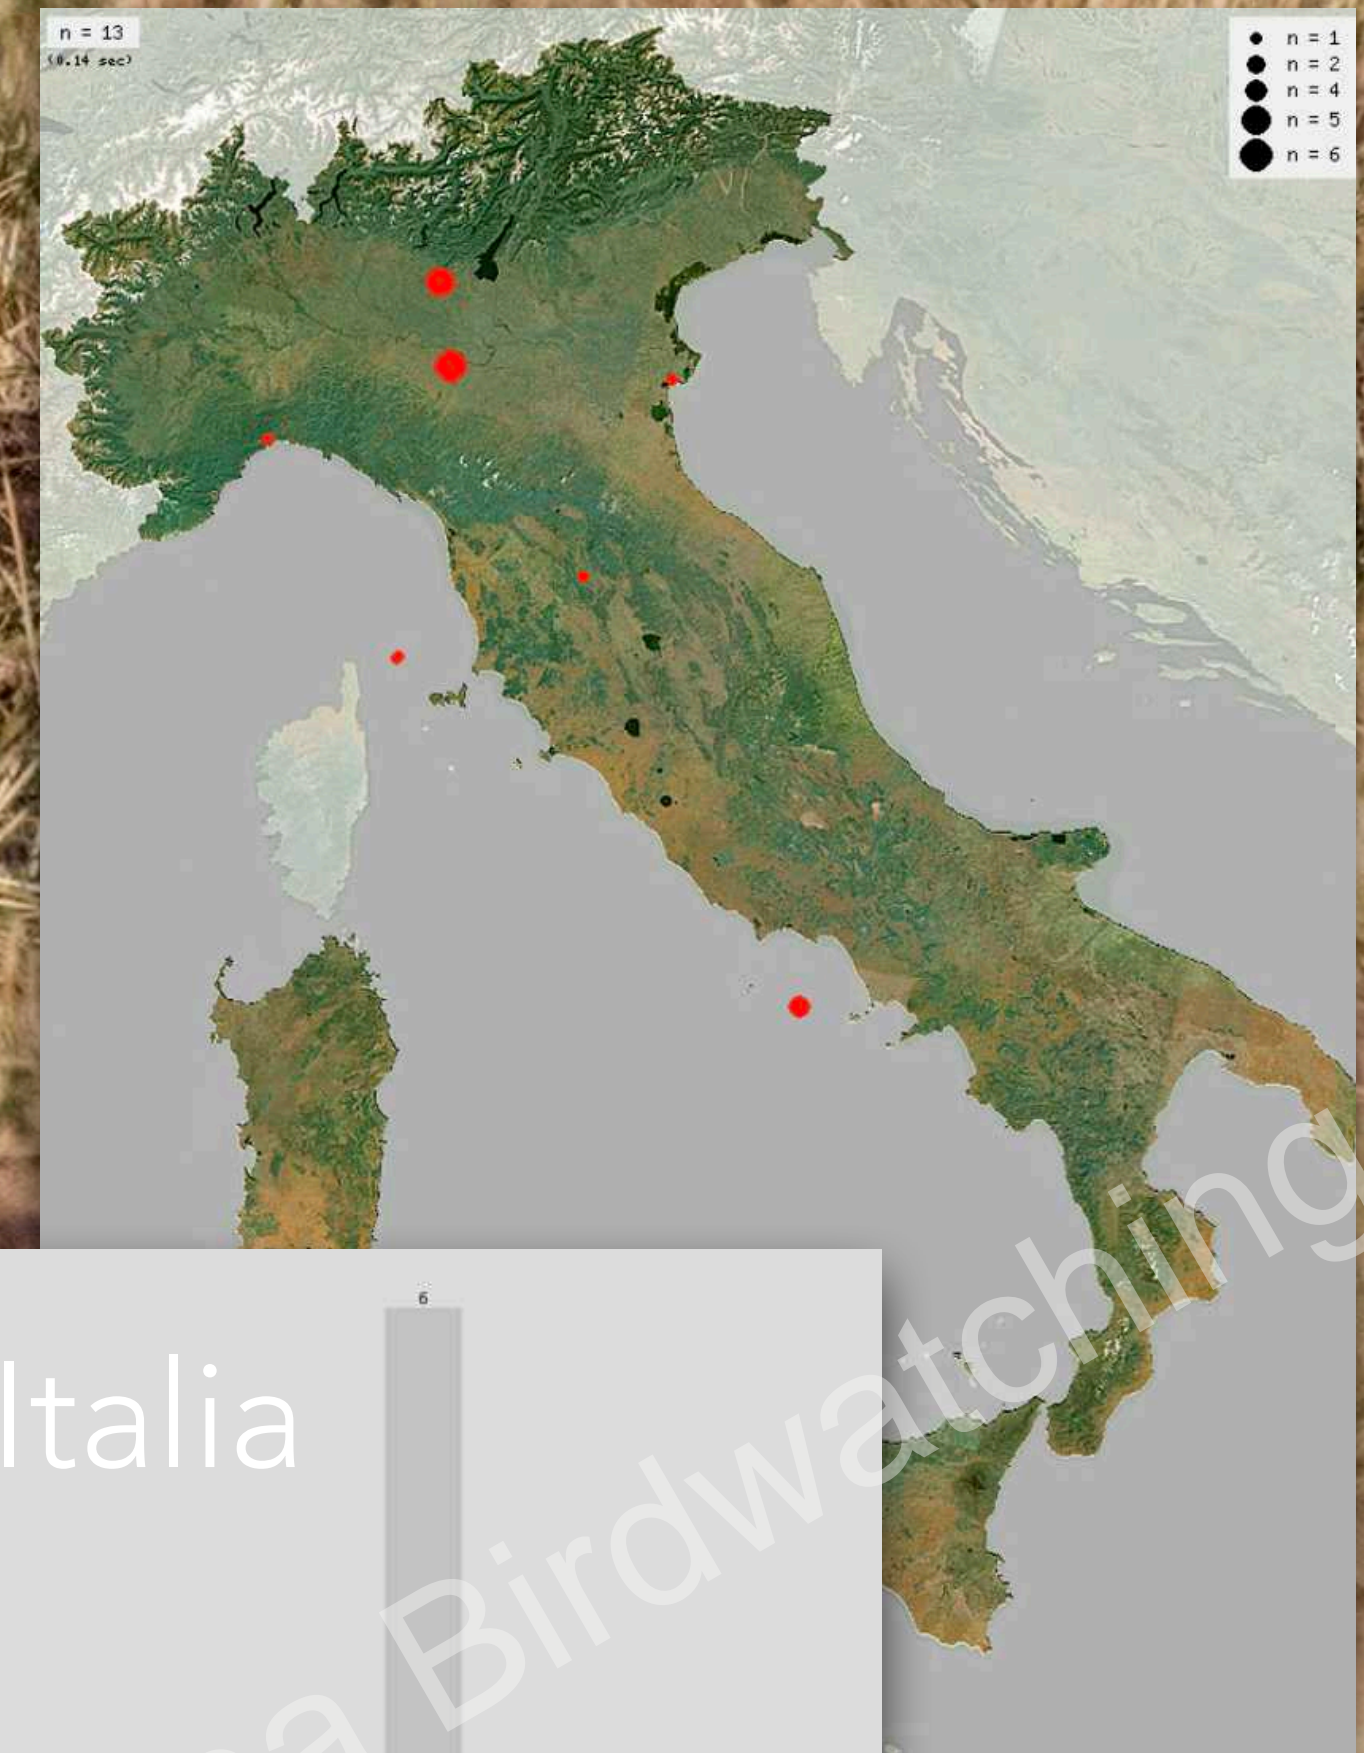 n = 13
(0.14 sec)
n = 1
n = 2
n = 4
n = 5
n = 6
6
Italia
a Birdwatching